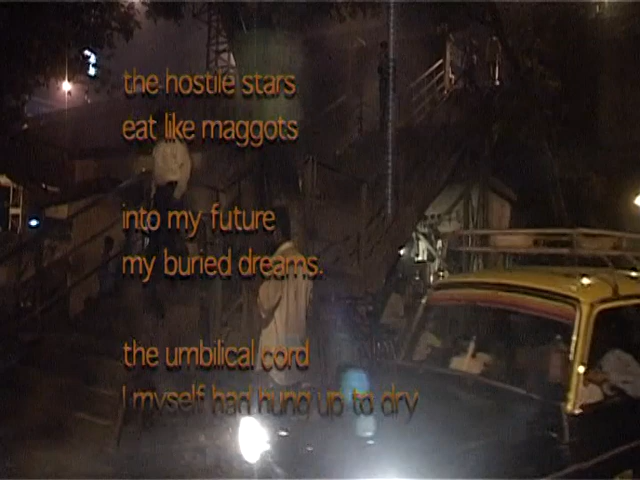 the hostile stars
eat like maggots
into my future
my buried dreams.
the umbilical cord
I myself had hung up to dry